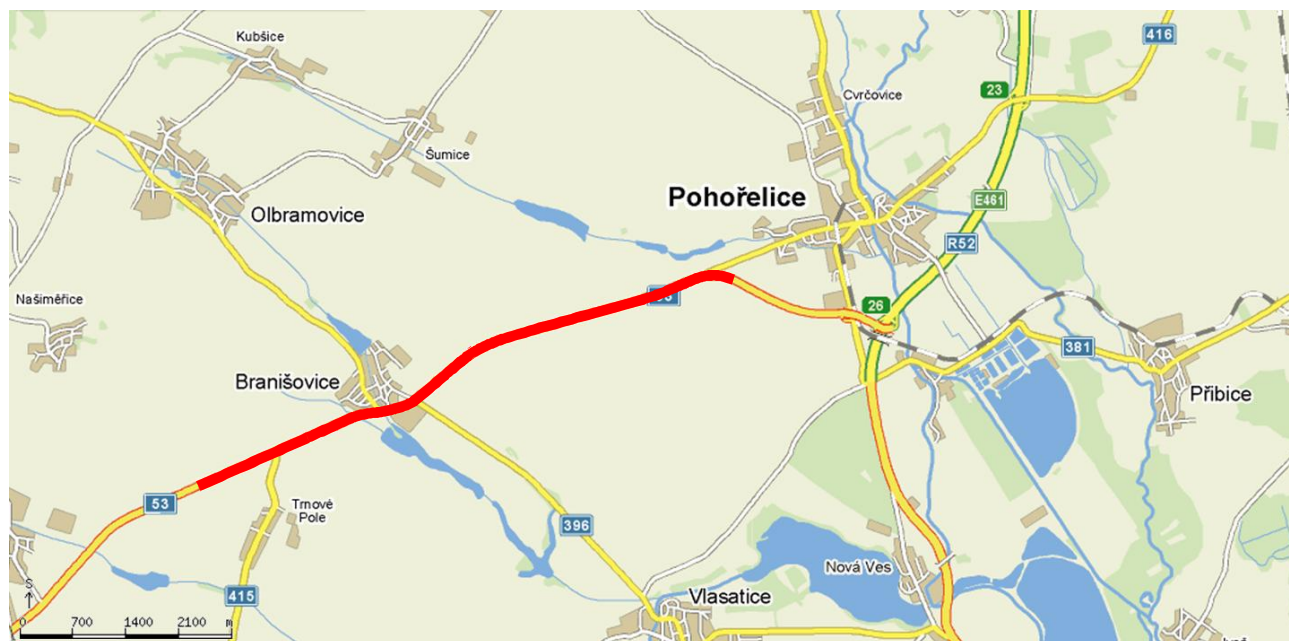 Kubšice
416
23
Cvrčovice
Šumice
Pohořelice
E461
Olbramovice
R52
Našiměřice
26
381
Branišovice
Přibice
53
Trnové
Pole
396
Nová Ves
S
415
Vlasatice
0 700 1400 2100 m